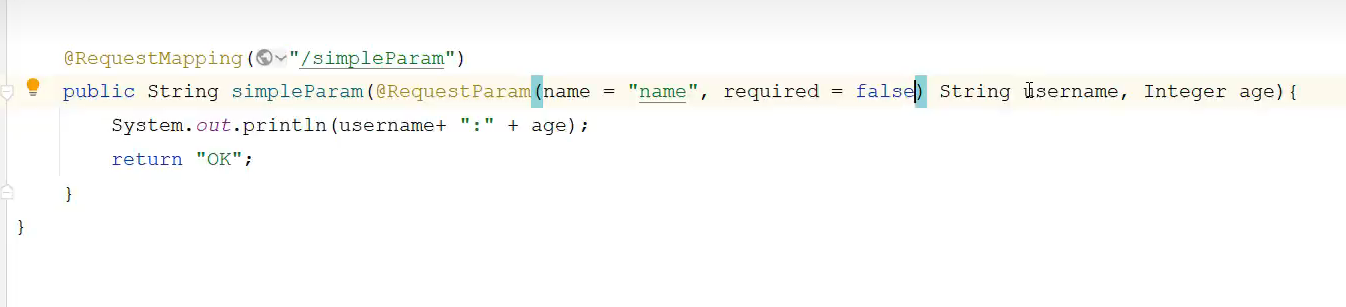 @RequestMapping("/simpleParam")
public String simpleParam(@RequestParam(name = "name", required = false) String username, Integer age){
System.out.println(username+ ":" + age);
return "OK";
}
}